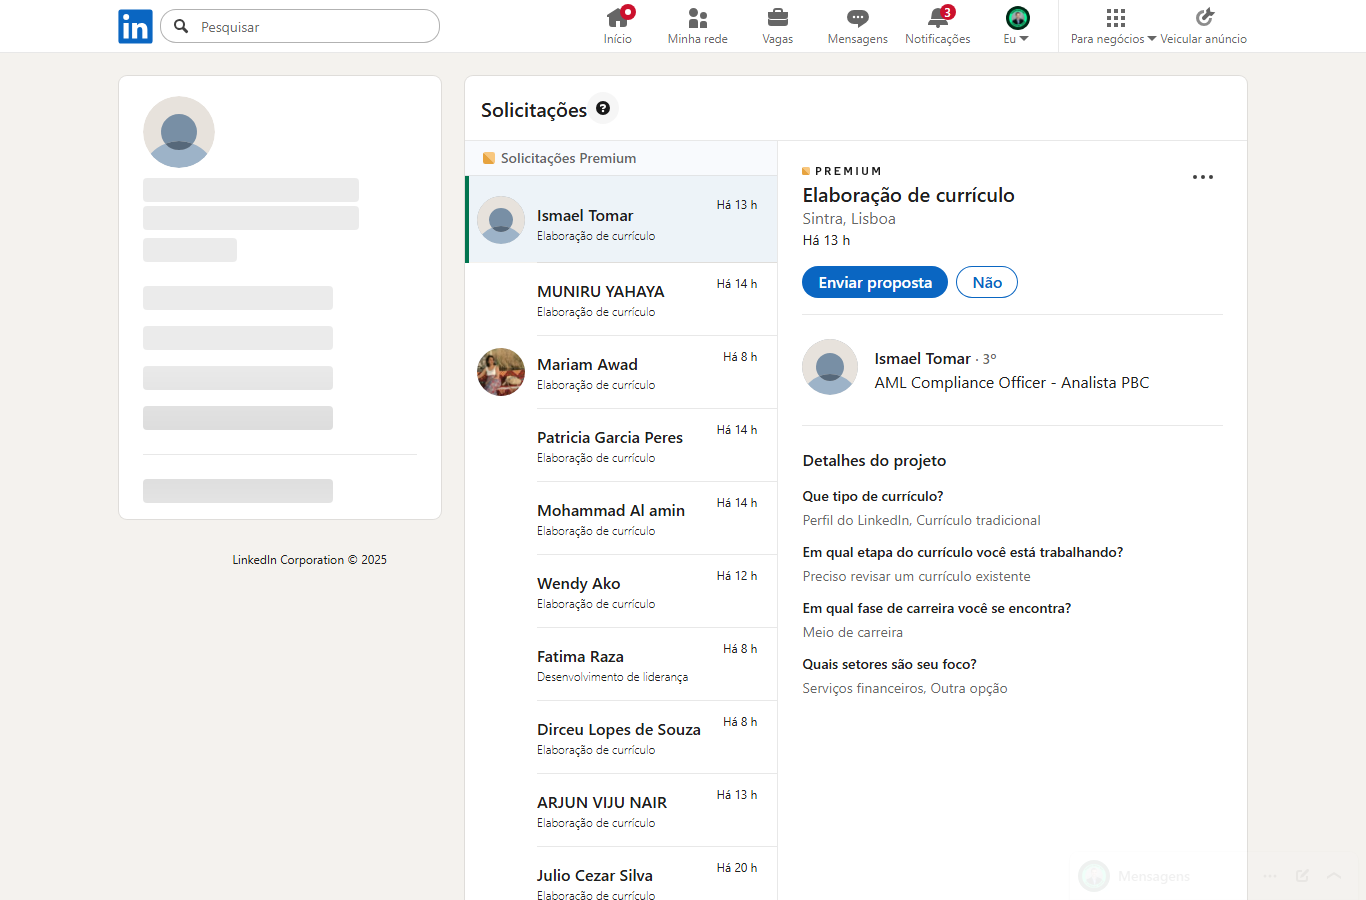 in
Pesquisar
Início
Minha rede
Vagas
Mensagens
3
Notificações
Eu
Para negócios
Veicular anúncio
LinkedIn Corporation © 2025
Solicitações ?
Solicitações Premium
Há 13 h
Ismael Tomar
Elaboração de currículo
Há 14 h
MUNIRU YAHAYA
Elaboração de currículo
Há 8 h
Mariam Awad
Elaboração de currículo
Há 14 h
Patricia Garcia Peres
Elaboração de currículo
Há 14 h
Mohammad Al amin
Elaboração de currículo
Há 12 h
Wendy Ako
Elaboração de currículo
Há 8 h
Fatima Raza
Desenvolvimento de liderança
Há 8 h
Dirceu Lopes de Souza
Elaboração de currículo
Há 13 h
ARJUN VIJU NAIR
Elaboração de currículo
Há 20 h
Julio Cezar Silva
Elaboração de currículo
PREMIUM
Elaboração de currículo
Sintra, Lisboa
Há 13 h
Enviar proposta
Não
Ismael Tomar · 3º
AML Compliance Officer - Analista PBC
Detalhes do projeto
Que tipo de currículo?
Perfil do LinkedIn, Currículo tradicional
Em qual etapa do currículo você está trabalhando?
Preciso revisar um currículo existente
Em qual fase de carreira você se encontra?
Meio de carreira
Quais setores são seu foco?
Serviços financeiros, Outra opção
Mensagens